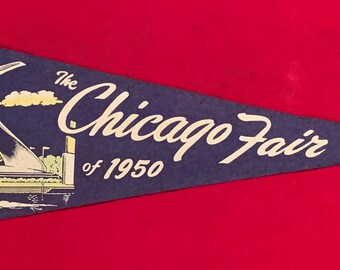 The
Chicago Fair
of 1950